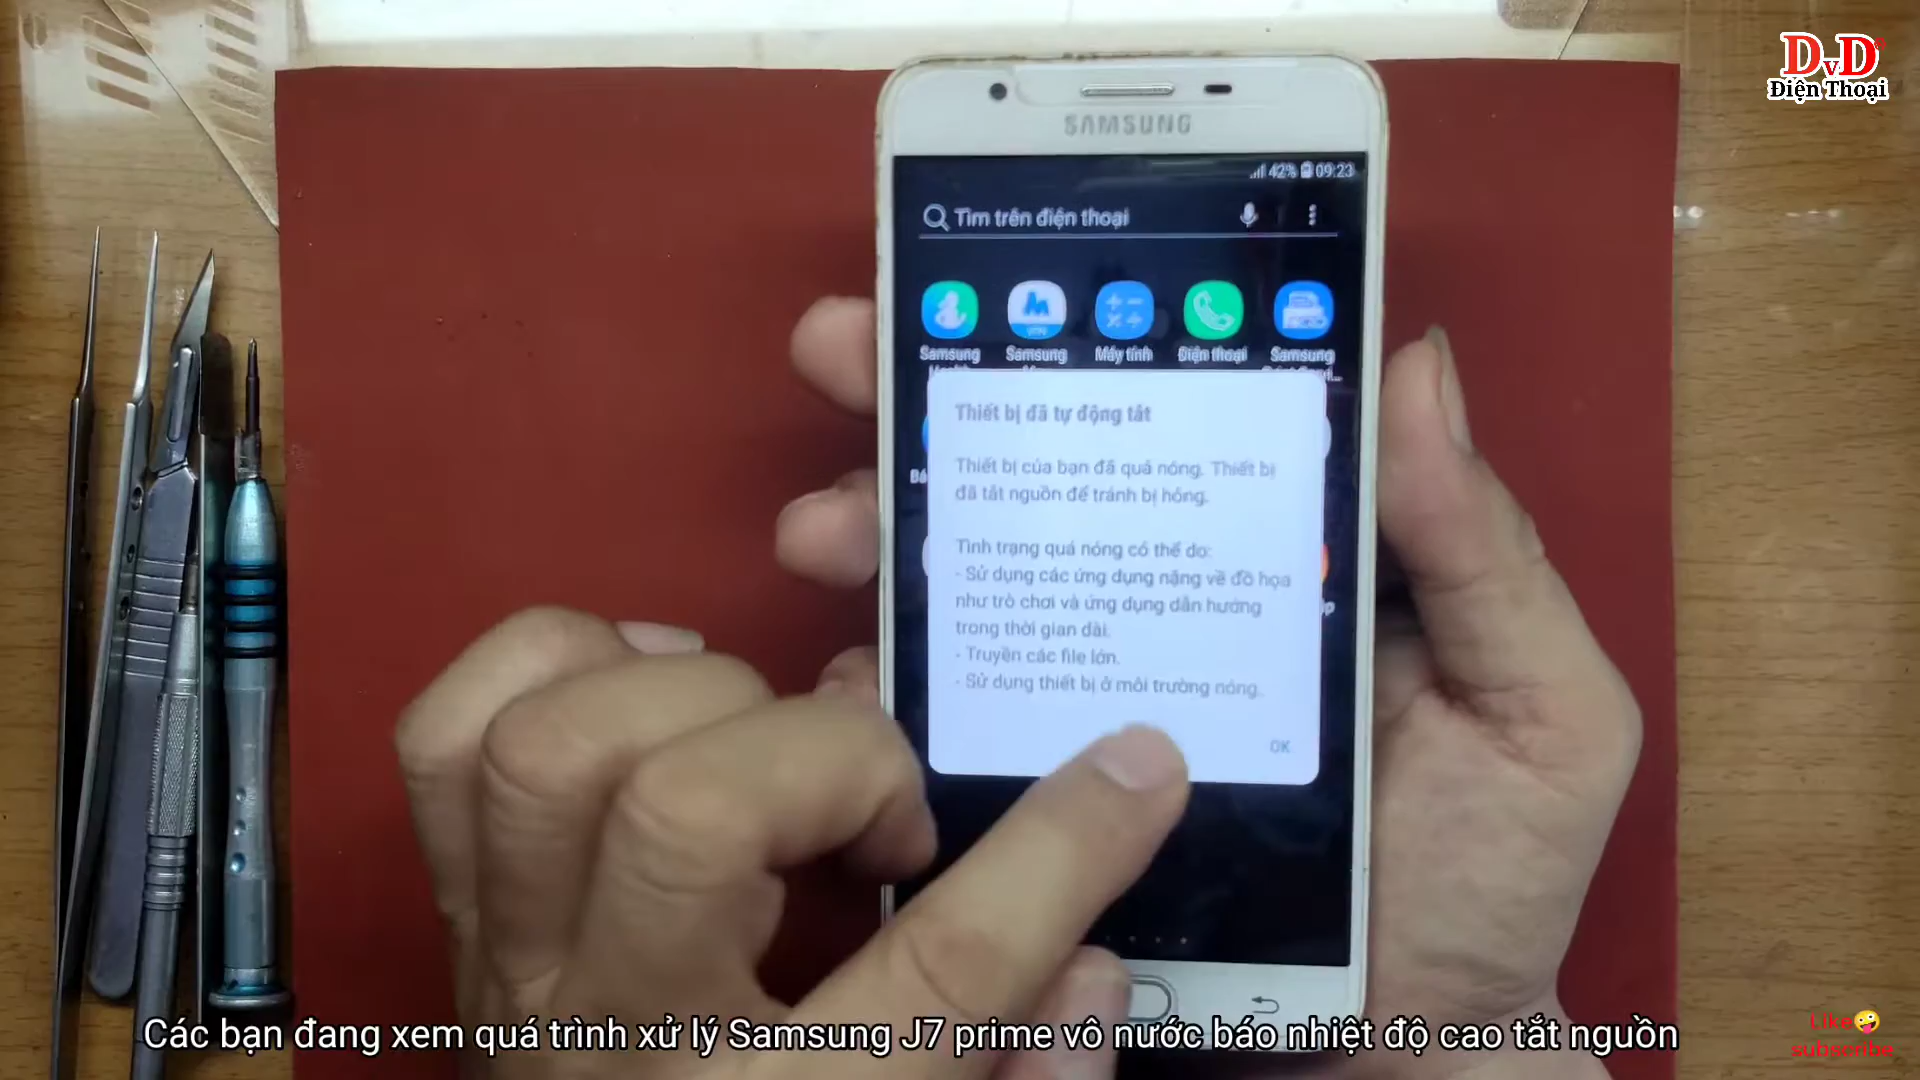 DvD
Điện Thoại
SAMSUNG
42% 09:23
Tìm trên điện thoại
Samsung
Samsung
Máy tính
Điện thoại
Samsung
Thiết bị đã tự động tắt
Thiết bị của bạn đã quá nóng. Thiết bị
đã tắt nguồn để tránh bị hỏng.
Tình trạng quá nóng có thể do:
- Sử dụng các ứng dụng nặng về đồ họa
như trò chơi và ứng dụng dẫn hướng
trong thời gian dài.
- Truyền các file lớn.
- Sử dụng thiết bị ở môi trường nóng.
OK
Các bạn đang xem quá trình xử lý Samsung J7 prime vô nước báo nhiệt độ cao tắt nguồn
Like
subscribe